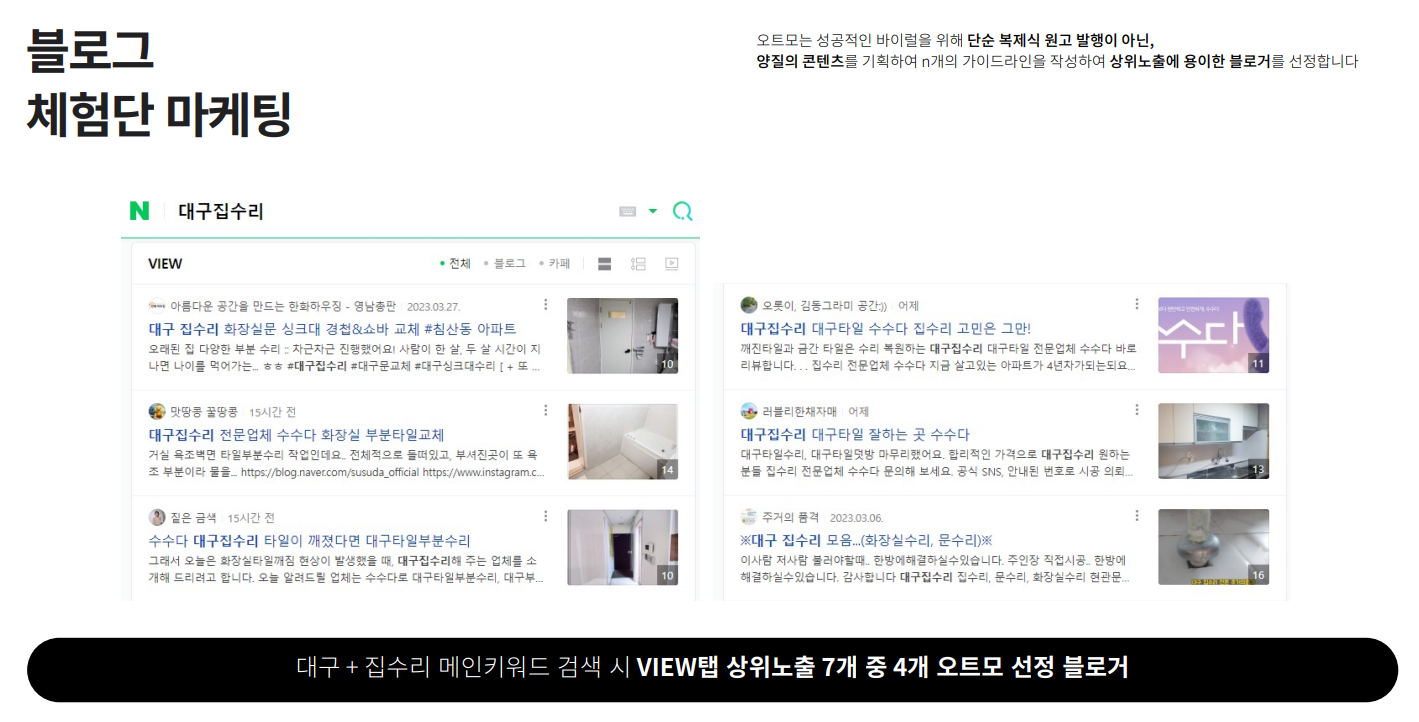 블로그
체험단 마케팅
오트모는 성공적인 바이럴을 위해 단순 복제식 원고 발행이 아닌,
양질의 콘텐츠를 기획하여 n개의 가이드라인을 작성하여 상위노출에 용이한 블로거를 선정합니다
N 대구집수리
VIEW
전체 블로그 카페
아름다운 공간을 만드는 한화하우징 - 영남총판 2023.03.27.
대구 집수리 화장실문 싱크대 경첩&쇼바 교체 #침산동 아파트
오래된 집 다양한 부분 수리 :: 차근차근 진행했어요! 사람이 한 살, 두 살 시간이 지
나면 나이를 먹어가는... ㅎㅎ #대구집수리 #대구문교체 #대구싱크대수리 [ + 또 ...
10
맛땅콩 꿀땅콩 15시간 전
대구집수리 전문업체 수수다 화장실 부분타일교체
거실 욕조벽면 타일부분수리 작업인데요.. 전체적으로 들떠있고, 부셔진곳이 또 욕
조 부분이라 물을... https://blog.naver.com/susuda_official https://www.instagram.c...
14
짙은 금색 15시간 전
수수다 대구집수리 타일이 깨졌다면 대구타일부분수리
그래서 오늘은 화장실타일깨짐 현상이 발생했을 때, 대구집수리해 주는 업체를 소
개해 드리려고 합니다. 오늘 알려드릴 업체는 수수다로 대구타일부분수리, 대구부...
10
오롯이, 김동그라미 공간:)) 어제
대구집수리 대구타일 수수다 집수리 고민은 그만!
깨진타일과 금간 타일은 수리 복원하는 대구집수리 대구타일 전문업체 수수다 바로
리뷰합니다. . . 집수리 전문업체 수수다 지금 살고있는 아파트가 4년차가되는되요...
수다
11
러블리한채자매 어제
대구집수리 대구타일 잘하는 곳 수수다
대구타일수리, 대구타일덧방 마무리했어요. 합리적인 가격으로 대구집수리 원하는
분들 집수리 전문업체 수수다 문의해 보세요. 공식 SNS, 안내된 번호로 시공 의뢰...
13
주거의 품격 2023.03.06.
※대구 집수리 모음...(화장실수리, 문수리)※
이사람 저사람 불러야할때.. 한방에해결하실수있습니다. 주인장 직접시공.. 한방에
해결하실수있습니다. 감사합니다 대구집수리 집수리, 문수리, 화장실수리 현관문...
16
대구 + 집수리 메인키워드 검색 시 VIEW탭 상위노출 7개 중 4개 오트모 선정 블로거